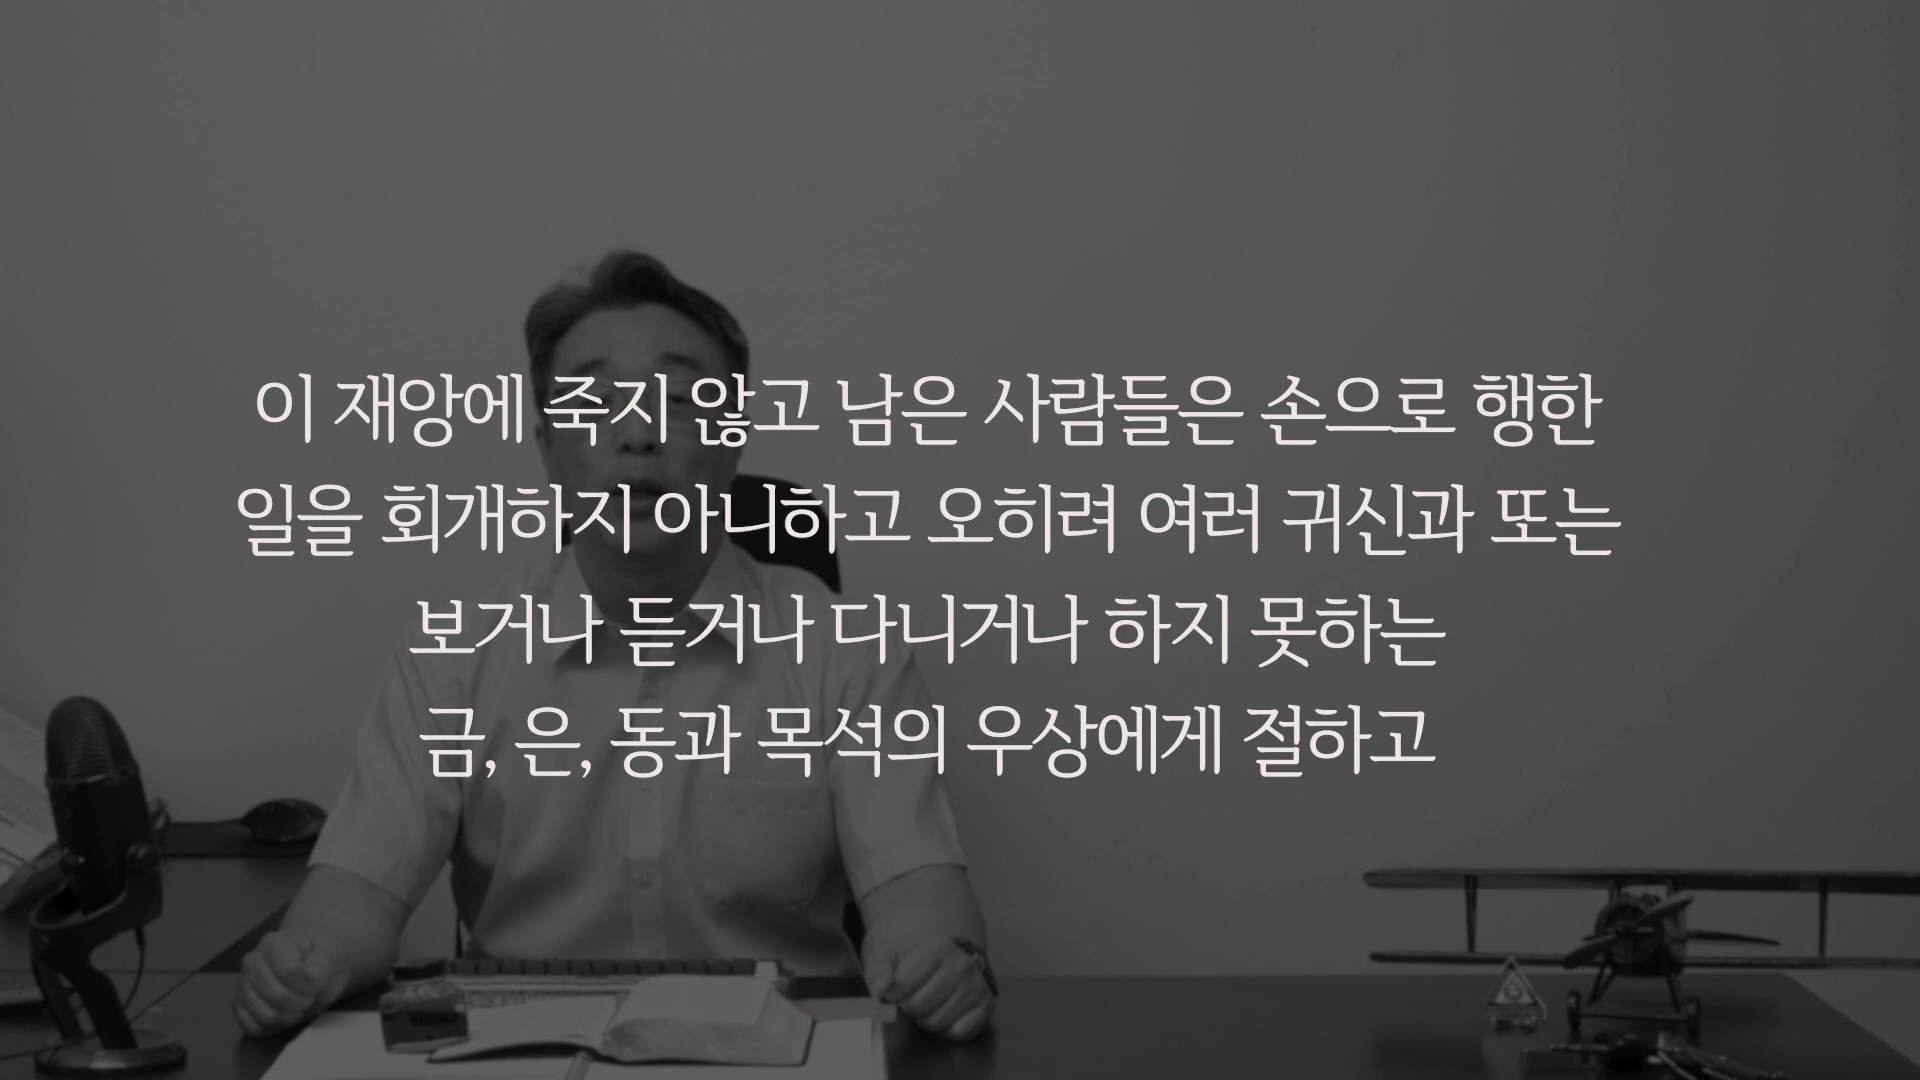 이 재앙에 죽지 않고 남은 사람들은 손으로 행한
일을 회개하지 아니하고 오히려 여러 귀신과 또는
보거나 듣거나 다니거나 하지 못하는
금, 은, 동과 목석의 우상에게 절하고